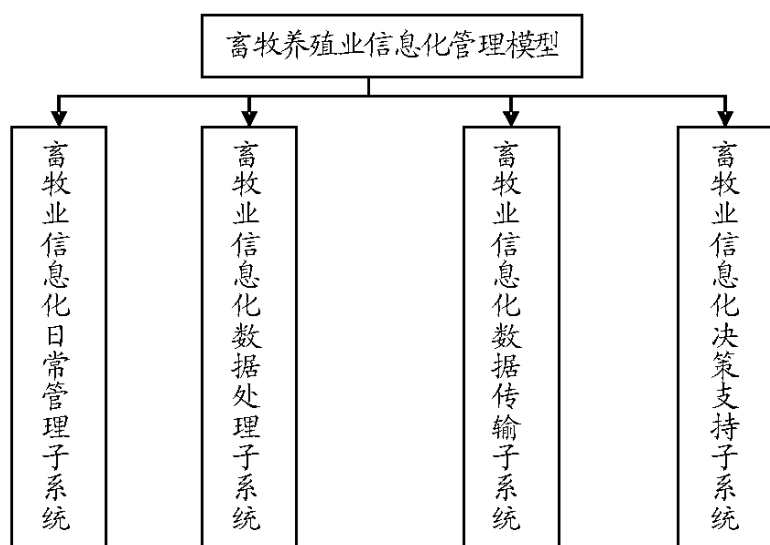 畜牧养殖业信息化管理模型
畜牧业信息化日常管理子系统
畜牧业信息化数据处理子系统
畜牧业信息化数据传输子系统
畜牧业信息化决策支持子系统